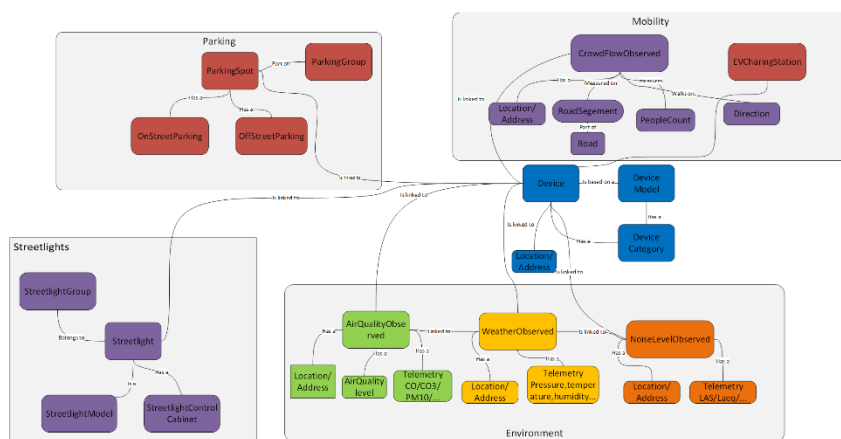 Parking
ParkingSpot
Part off
ParkingGroup
Has a
Has a
OnStreetParking
OffStreetParking
Is linked to
Mobility
CrowdFlowObserved
EVCharingStation
Is linked to
Has a
Measured on
Walks on
Location/
Address
RoadSegement
PeopleCount
Direction
Part of
Road
Device
Is based on a
Device
Model
Is linked to
Is linked to
Has a
Is linked to
Has a
Device
Category
Location/
Address
Is linked to
Streetlights
StreetlightGroup
Belongs to
Streetlight
Is a
Has a
StreetlightModel
StreetlightControl
Cabinet
AirQualityObse
rved
Linked to
WeatherObserved
Is linked to
NoiseLevelObserved
Has a
Has a
Has a
Has a
Has a
Has a
Has a
Location/
Address
AirQuality
level
Telemetry
CO/CO3/
PM10/...
Location/
Address
Telemetry
Pressure,temper
ature,humidity...
Location/
Address
Telemetry
LAS/Laeq/...
Environment